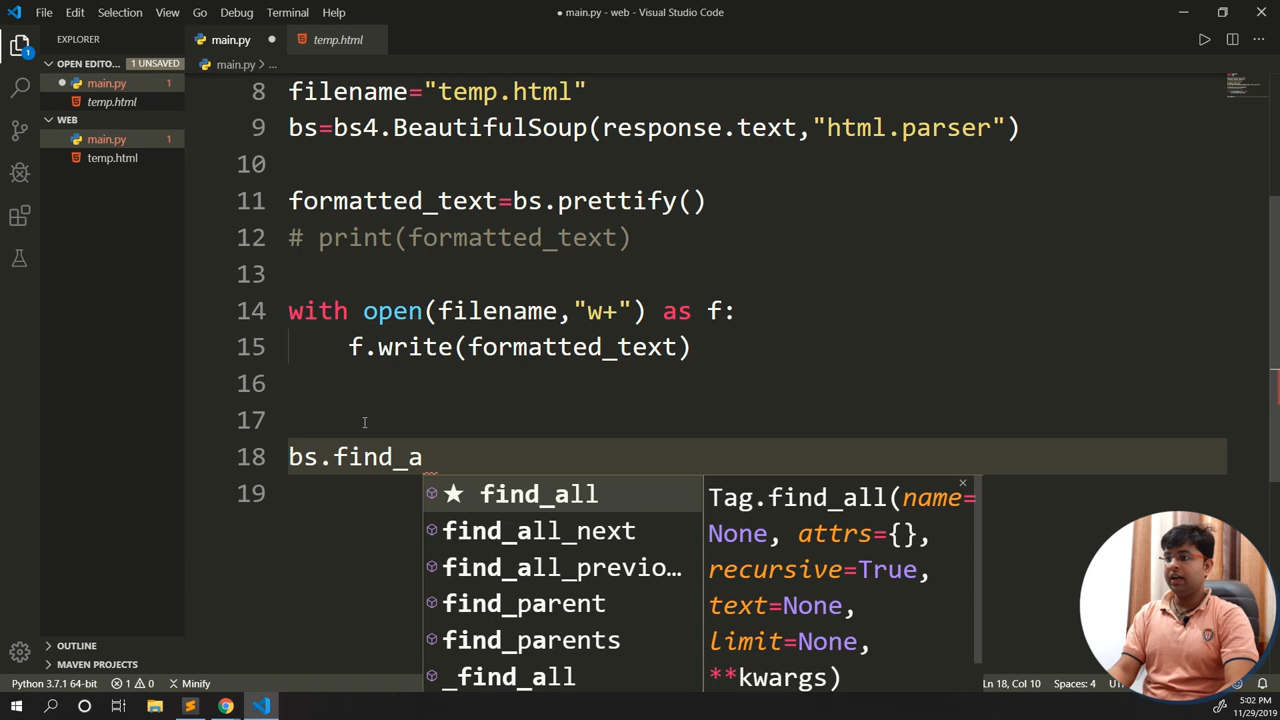 File Edit Selection View Go Debug Terminal Help
● main.py - web - Visual Studio Code
EXPLORER
main.py
temp.html
OPEN EDITO... 1 UNSAVED
main.py 1
temp.html
WEB
main.py 1
temp.html
main.py > ...
8 filename="temp.html"
9 bs=bs4.BeautifulSoup(response.text,"html.parser")
10
11 formatted_text=bs.prettify()
12 # print(formatted_text)
13
14 with open(filename,"w+") as f:
15 f.write(formatted_text)
16
17
18 bs.find_a
19
★ find_all
find_all_next
find_all_previo...
find_parent
find_parents
_find_all
Tag.find_all(name=
None, attrs={},
recursive=True,
text=None,
limit=None,
**kwargs)
OUTLINE
MAVEN PROJECTS
Python 3.7.1 64-bit 1 0 Minify
Ln 18, Col 10 Spaces: 4
5:02 PM
11/29/2019